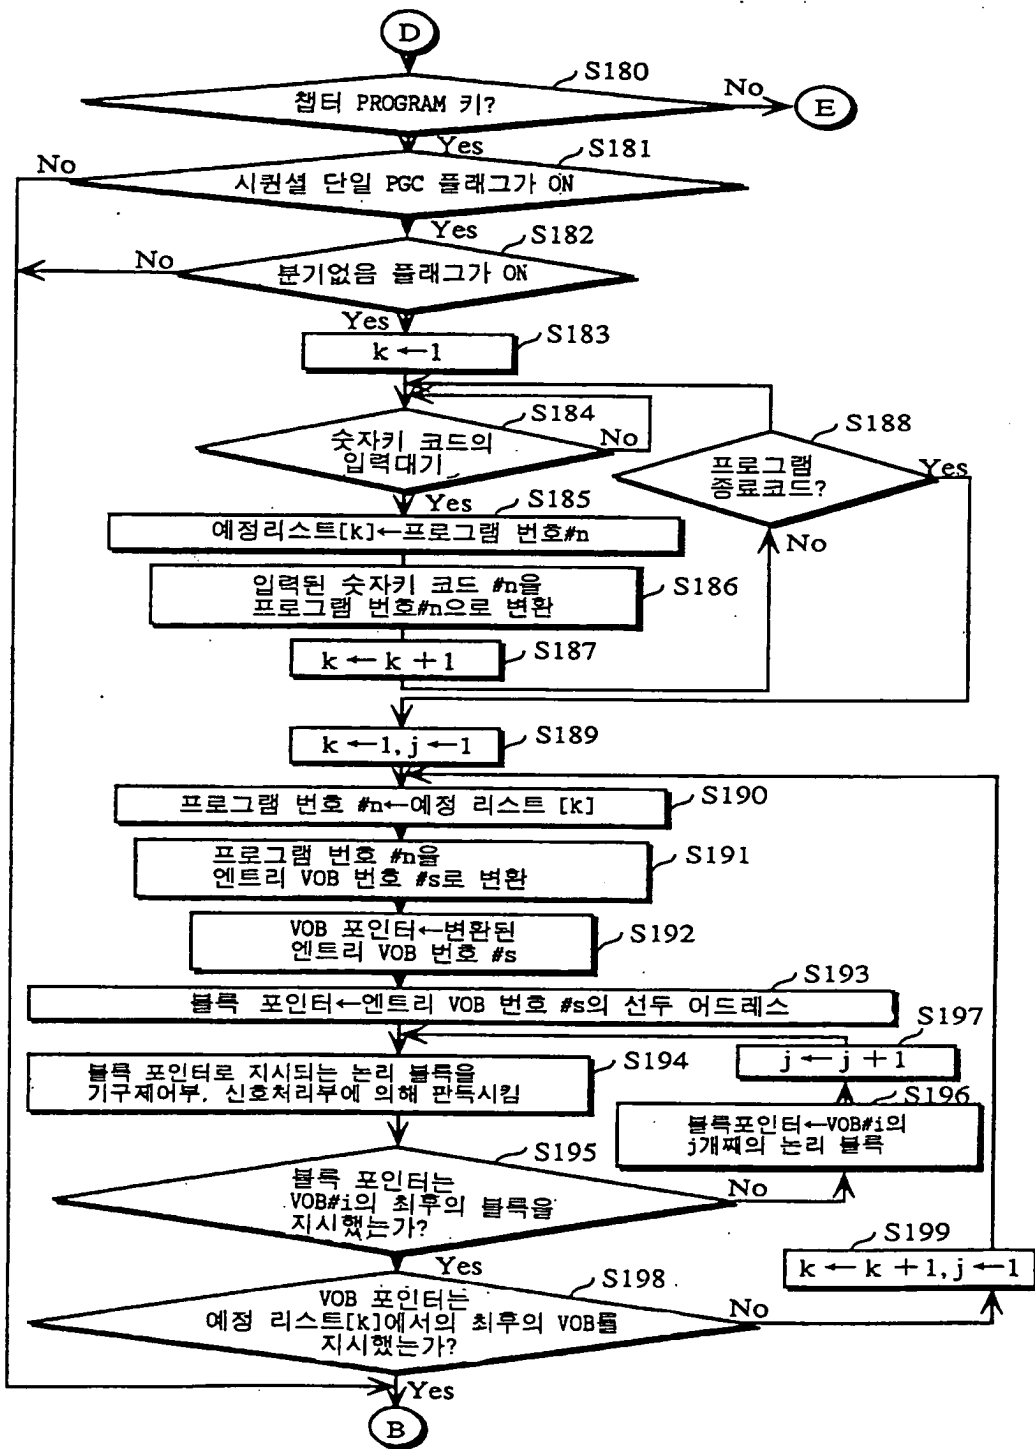 D
S180
챕터 PROGRAM 키?
No
E
Yes
S181
No
시퀀셜 단일 PGC 플래그가 ON
Yes
S182
No
분기없음 플래그가 ON
Yes
S183
k ← 1
S184
숫자키 코드의
입력대기
No
S188
프로그램
종료코드?
Yes
No
Yes
S185
예정리스트[k]←프로그램 번호#n
입력된 숫자키 코드 #n을
프로그램 번호#n으로 변환
S186
k ← k + 1
S187
k ← 1, j ← 1
S189
프로그램 번호 #n←예정 리스트 [k]
S190
프로그램 번호 #n을
엔트리 VOB 번호 #s로 변환
S191
VOB 포인터←변환된
엔트리 VOB 번호 #s
S192
S193
블록 포인터←엔트리 VOB 번호 #s의 선두 어드레스
S197
j ← j + 1
블록 포인터로 지시되는 논리 블록을
기구제어부, 신호처리부에 의해 판독시킴
S194
S196
블록포인터←VOB#i의
j개째의 논리 블록
S195
블록 포인터는
VOB#i의 최후의 블록을
지시했는가?
No
Yes
S199
k ← k + 1, j ← 1
S198
VOB 포인터는
예정 리스트[k]에서의 최후의 VOB를
지시했는가?
No
Yes
B